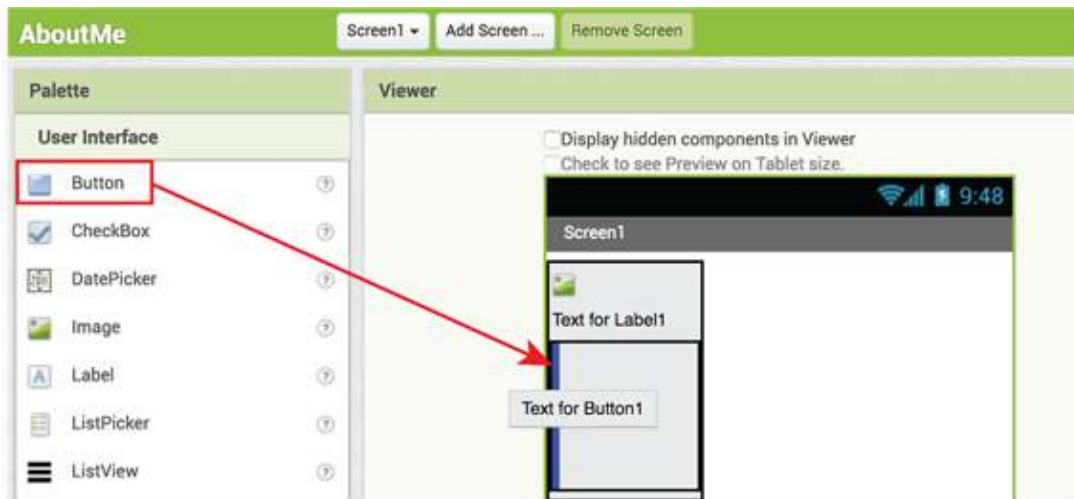 AboutMe
Screen1
Add Screen ...
Remove Screen
Palette
Viewer
User Interface
Display hidden components in Viewer
Check to see Preview on Tablet size.
Button
9:48
CheckBox
Screen1
DatePicker
Image
Text for Label1
Label
ListPicker
Text for Button1
ListView